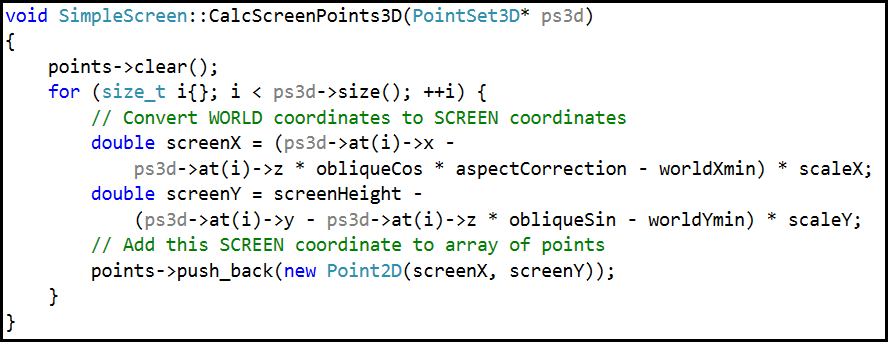 void SimpleScreen::CalcScreenPoints3D(PointSet3D* ps3d)
{
    points->clear();
    for (size_t i{}; i < ps3d->size(); ++i) {
        // Convert WORLD coordinates to SCREEN coordinates
        double screenX = (ps3d->at(i)->x -
            ps3d->at(i)->z * obliqueCos * aspectCorrection - worldXmin) * scaleX;
        double screenY = screenHeight -
            (ps3d->at(i)->y - ps3d->at(i)->z * obliqueSin - worldYmin) * scaleY;
        // Add this SCREEN coordinate to array of points
        points->push_back(new Point2D(screenX, screenY));
    }
}